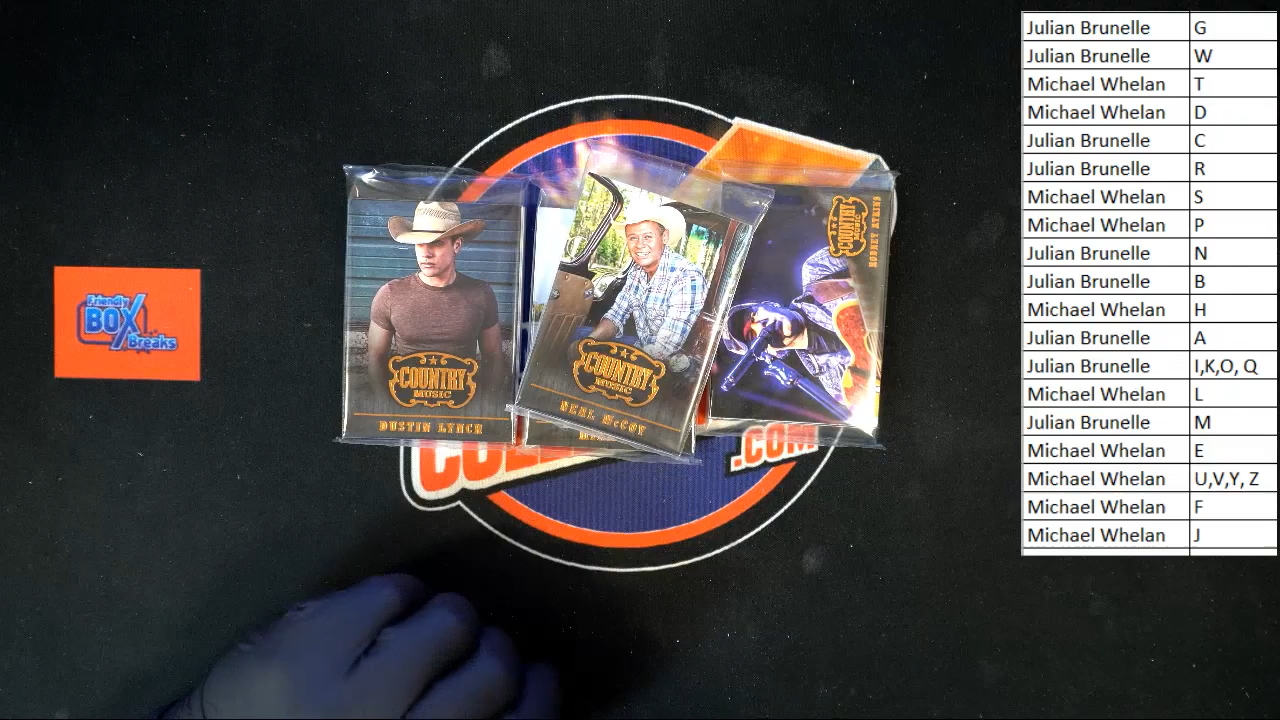 Julian Brunelle G
Julian Brunelle W
Michael Whelan T
Michael Whelan D
Julian Brunelle C
Julian Brunelle R
Michael Whelan S
Michael Whelan P
Julian Brunelle N
Julian Brunelle B
Michael Whelan H
Julian Brunelle A
Julian Brunelle I,K,O, Q
Michael Whelan L
Julian Brunelle M
Michael Whelan E
Michael Whelan U,V,Y, Z
Michael Whelan F
Michael Whelan J
Friendly
BOX
Breaks
COUNTRY
MUSIC
DUSTIN LYNCH
COUNTRY
MUSIC
NEAL McCOY
COUNTRY
MUSIC
RODNEY ATKINS
.COM